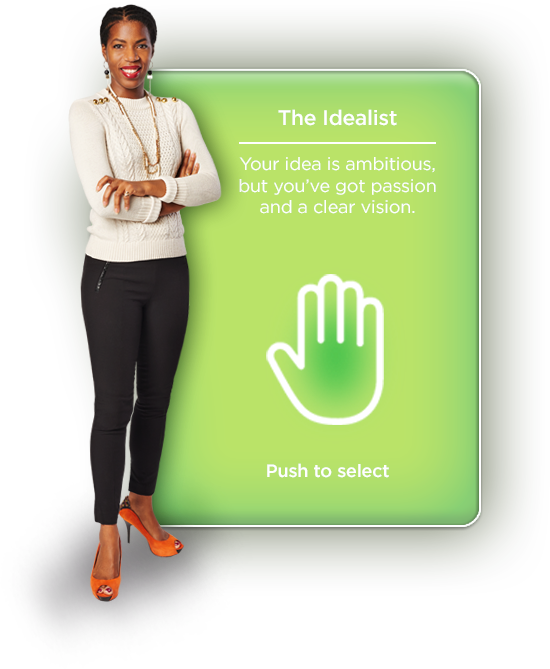 The Idealist
Your idea is ambitious,
but you've got passion
and a clear vision.
Push to select